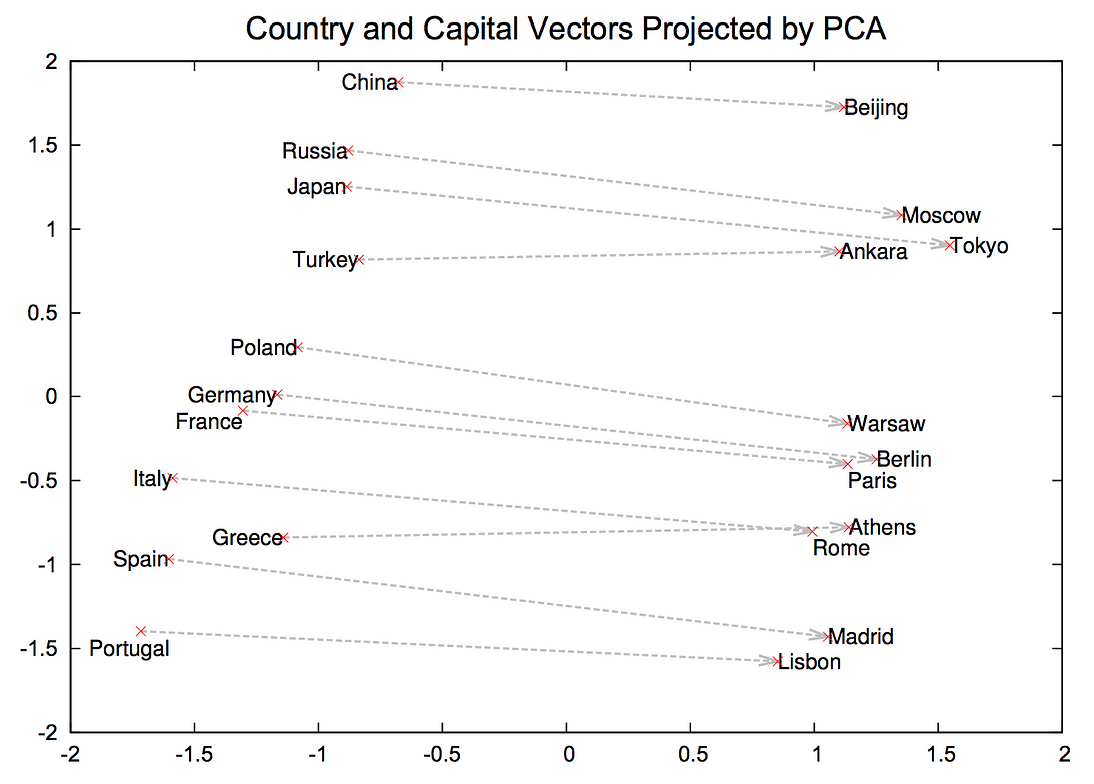 Country and Capital Vectors Projected by PCA
2
China
Beijing
1.5
Russia
Japan
Moscow
1
Tokyo
Turkey
Ankara
0.5
Poland
0
Germany
France
Warsaw
Berlin
-0.5
Italy
Paris
Athens
Greece
Rome
-1
Spain
Madrid
-1.5
Portugal
Lisbon
-2
-2 -1.5 -1 -0.5 0 0.5 1 1.5 2